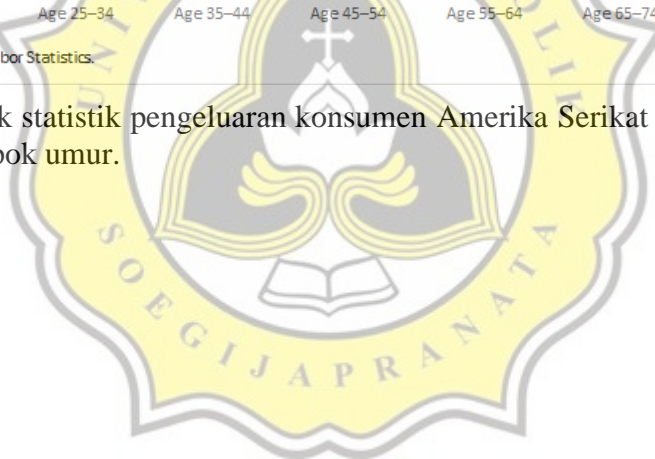 Age 25–34 Age 35–44 Age 45–54 Age 55–64 Age 65–74
bor Statistics.
k statistik pengeluaran konsumen Amerika Serikat
ok umur.
SOEGIJAPRANATA